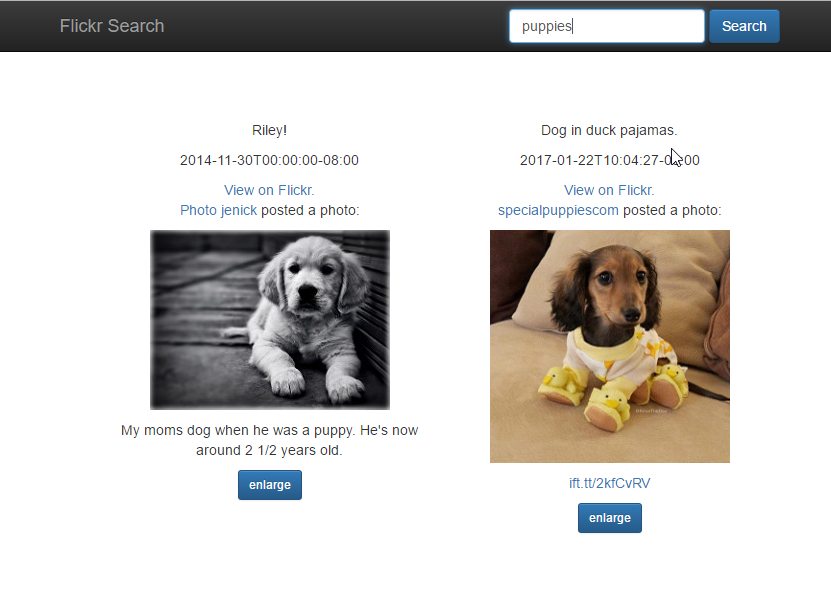 Flickr Search
puppies
Search
Riley!
2014-11-30T00:00:00-08:00
View on Flickr.
Photo jenick posted a photo:
My moms dog when he was a puppy. He's now
around 2 1/2 years old.
enlarge
Dog in duck pajamas.
2017-01-22T10:04:27-0 :00
View on Flickr.
specialpuppiescom posted a photo:
ift.tt/2kfCvRV
enlarge